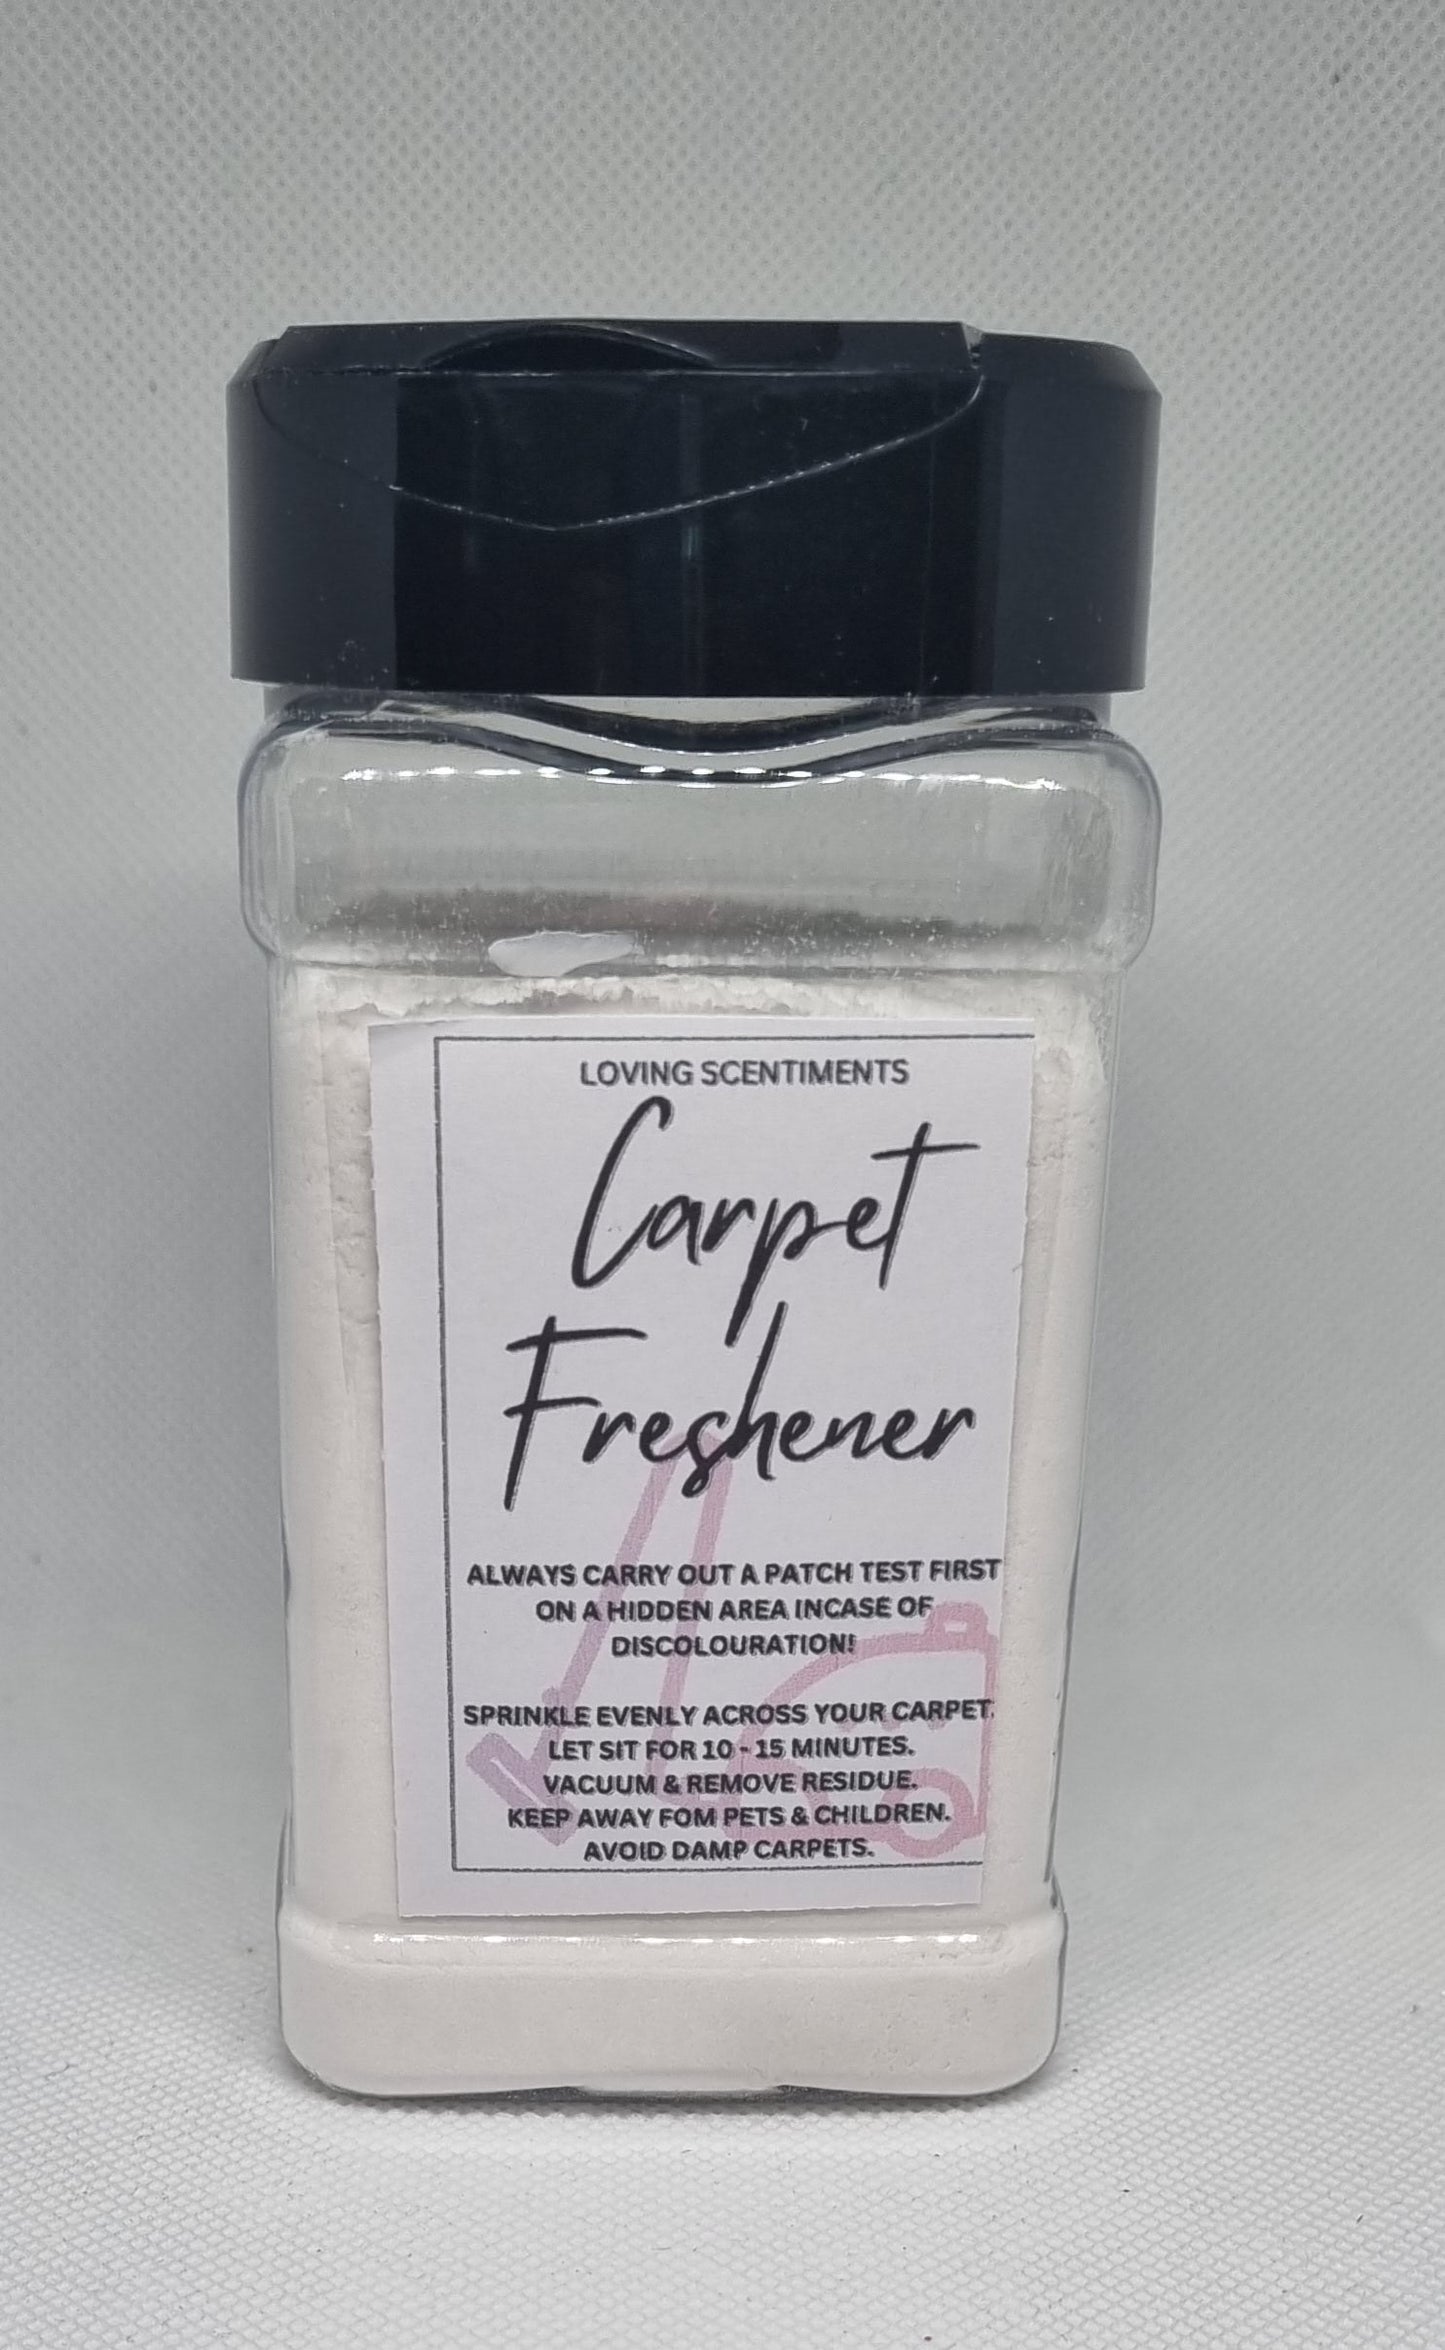 LOVING SCENTIMENTS
Carpet
Freshener
ALWAYS CARRY OUT A PATCH TEST FIRST
ON A HIDDEN AREA INCASE OF
DISCOLOURATION!
SPRINKLE EVENLY ACROSS YOUR CARPET.
LET SIT FOR 10 - 15 MINUTES.
VACUUM & REMOVE RESIDUE.
KEEP AWAY FOM PETS & CHILDREN.
AVOID DAMP CARPETS.